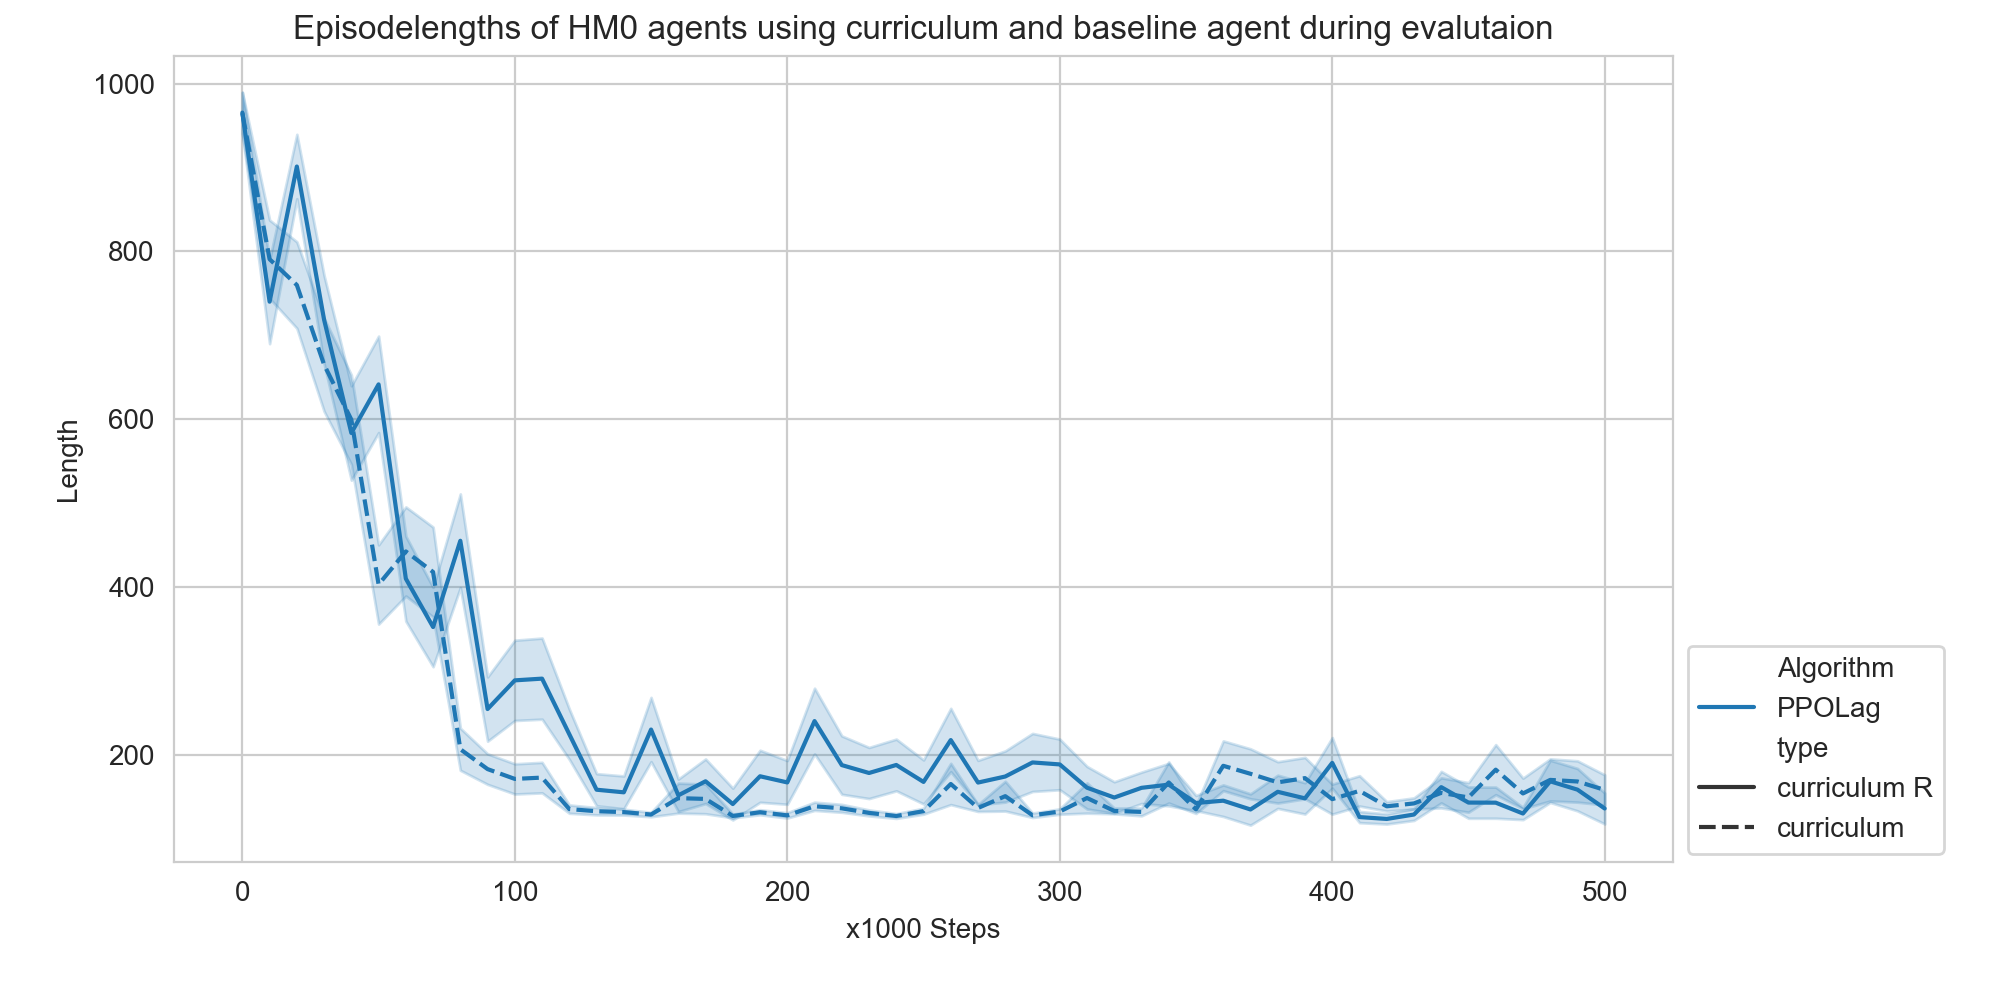 Episodelengths of HM0 agents using curriculum and baseline agent during evalutaion
1000
800
600
400
200
Length
0
100
200
300
400
500
x1000 Steps
Algorithm
PPOLag
type
curriculum R
curriculum